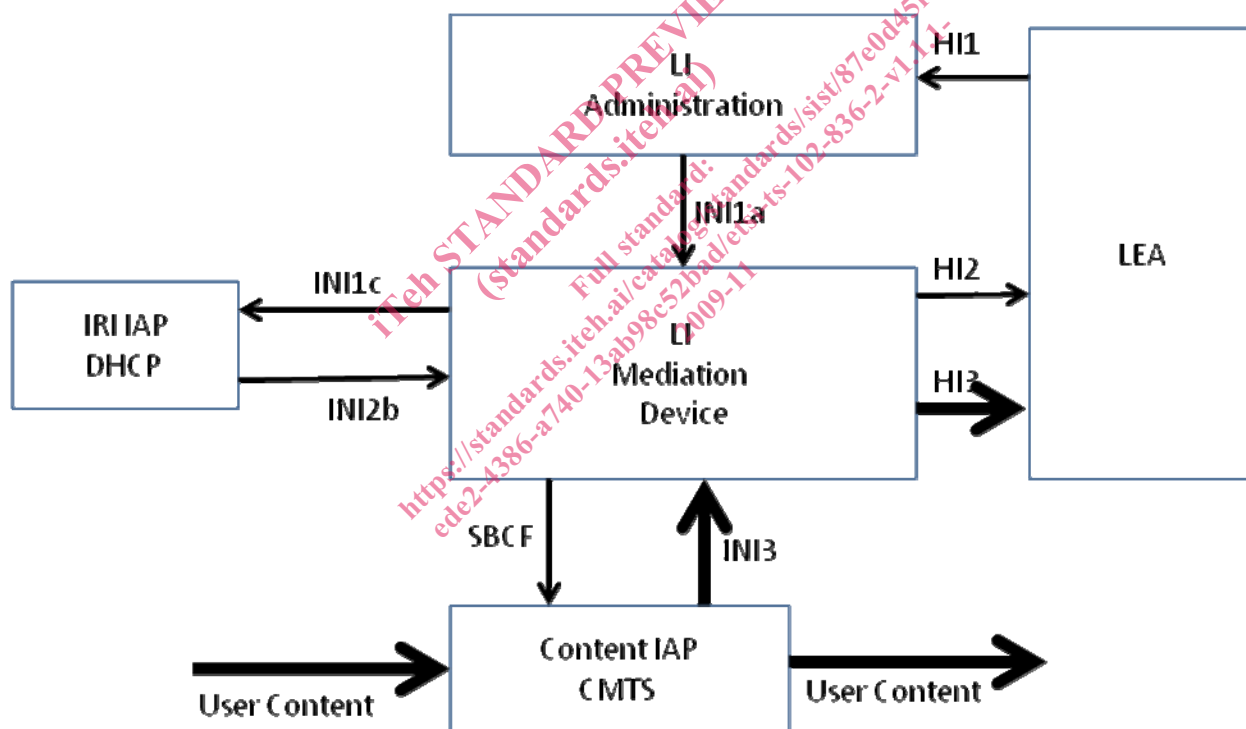 LI
Administration
HI1
INI1a
LEA
INI1c
IRI IAP
DHCP
INI2b
LI
Mediation
Device
HI2
HI3
SBCF
INI3
Content IAP
CMTS
User Content
User Content
iTeh STANDARD PREVIEW
(standards.iteh.ai)
Full standard:
https://standards.iteh.ai/catalog/standards/sist/87e0d45f-
ede2-4386-a740-13ab98c52bad/etsi-ts-102-836-2-v1.1.1-
2009-11